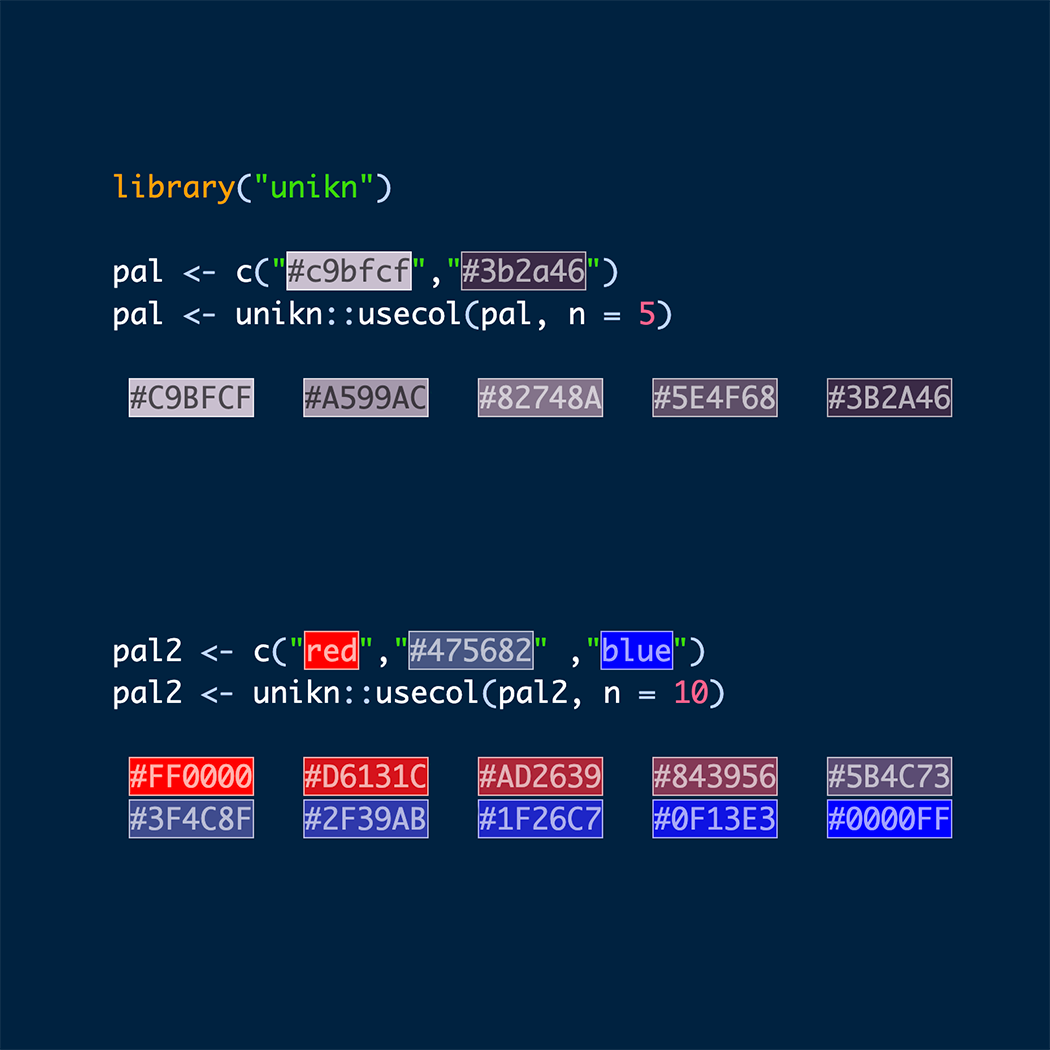 library("unikn")
pal <- c("#c9bfcf","#3b2a46")
pal <- unikn::usecol(pal, n = 5)
#C9BFCF #A599AC #82748A #5E4F68 #3B2A46
pal2 <- c("red","#475682" ,"blue")
pal2 <- unikn::usecol(pal2, n = 10)
#FF0000 #D6131C #AD2639 #843956 #5B4C73
#3F4C8F #2F39AB #1F26C7 #0F13E3 #0000FF